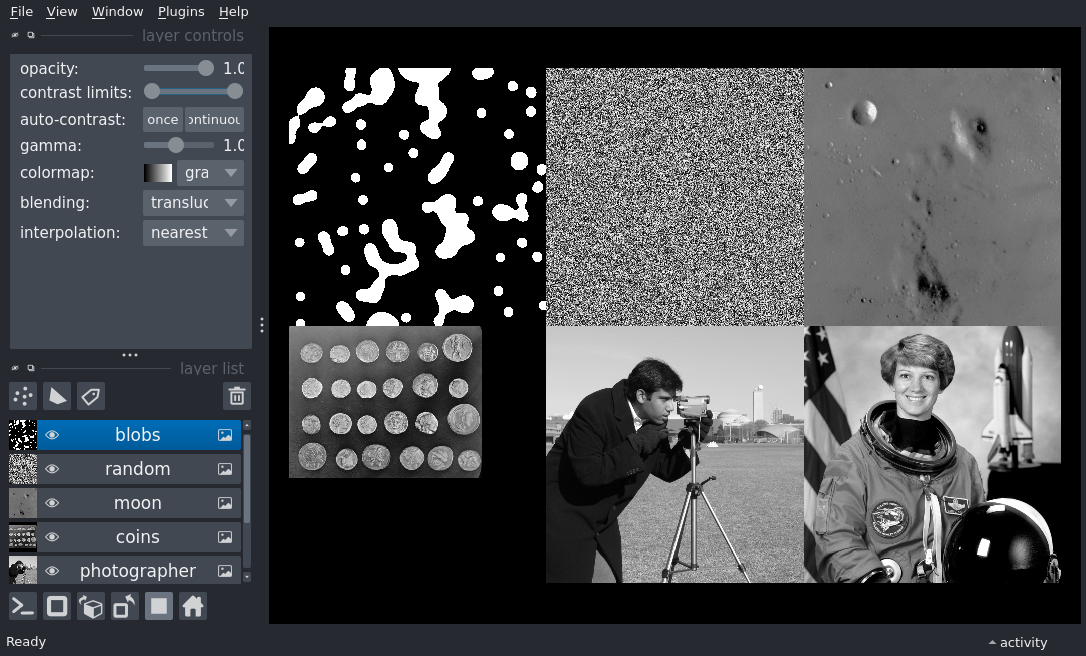 File View Window Plugins Help
layer controls
opacity: 1.0
contrast limits:
auto-contrast: once ontinuou
gamma: 1.0
colormap: gra
blending: transluc
interpolation: nearest
layer list
blobs
random
moon
coins
photographer
Ready
activity